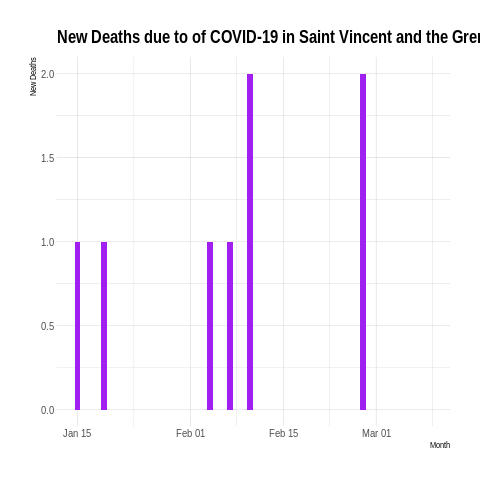 New Deaths due to of COVID-19 in Saint Vincent and the Gren
New Deaths
2.0
1.5
1.0
0.5
0.0
Jan 15 Feb 01 Feb 15 Mar 01
Month